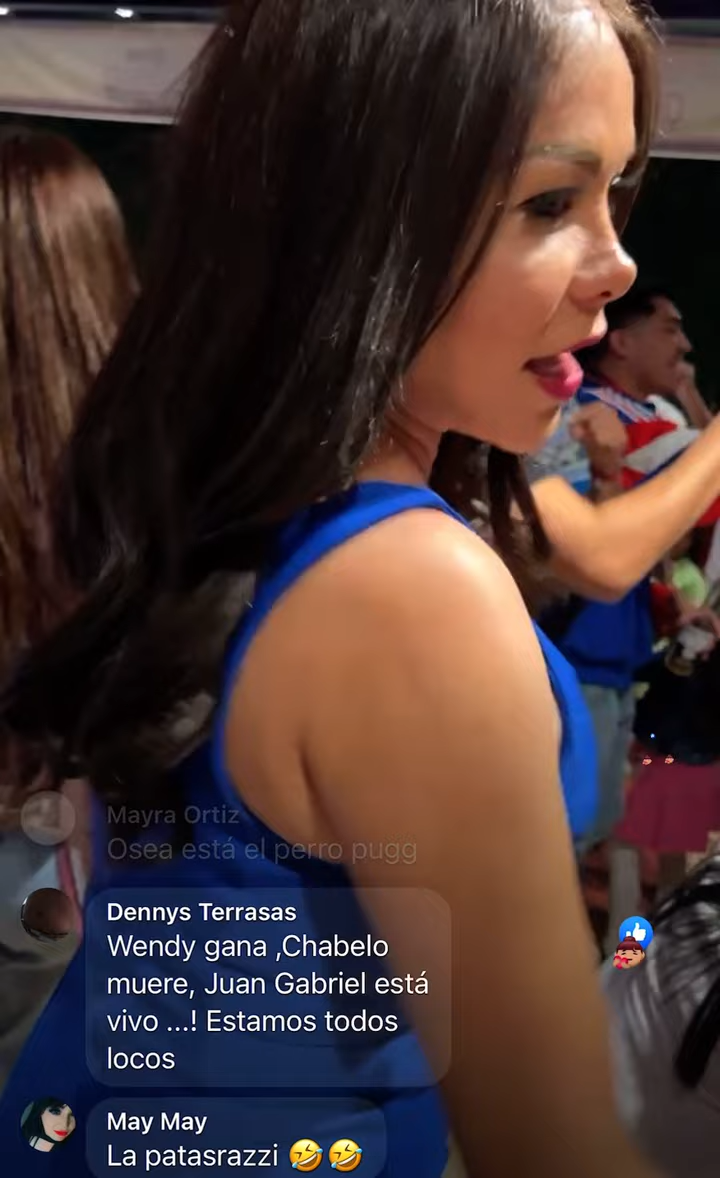 Mayra Ortiz
Osea está el perro pugg
Dennys Terrasas
Wendy gana ,Chabelo
muere, Juan Gabriel está
vivo ...! Estamos todos
locos
May May
La patasrazzi 🤣🤣